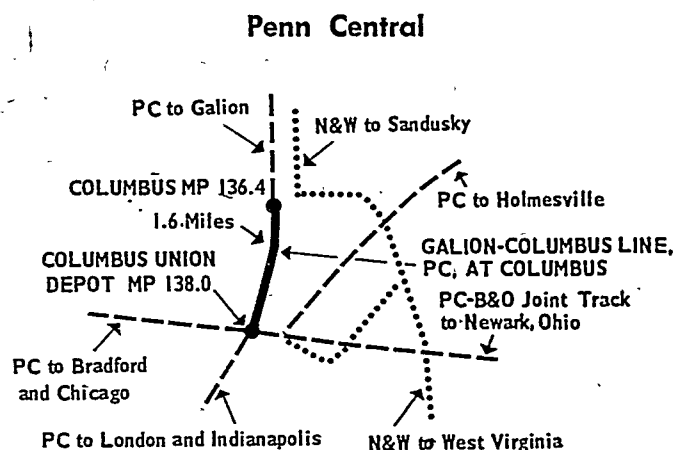 Penn Central
PC to Galion
N&W to Sandusky
COLUMBUS MP 136.4
PC to Holmesville
1.6 Miles
GALION-COLUMBUS LINE,
PC, AT COLUMBUS
COLUMBUS UNION
DEPOT MP 138.0
PC-B&O Joint Track
to Newark, Ohio
PC to Bradford
and Chicago
PC to London and Indianapolis
N&W to West Virginia